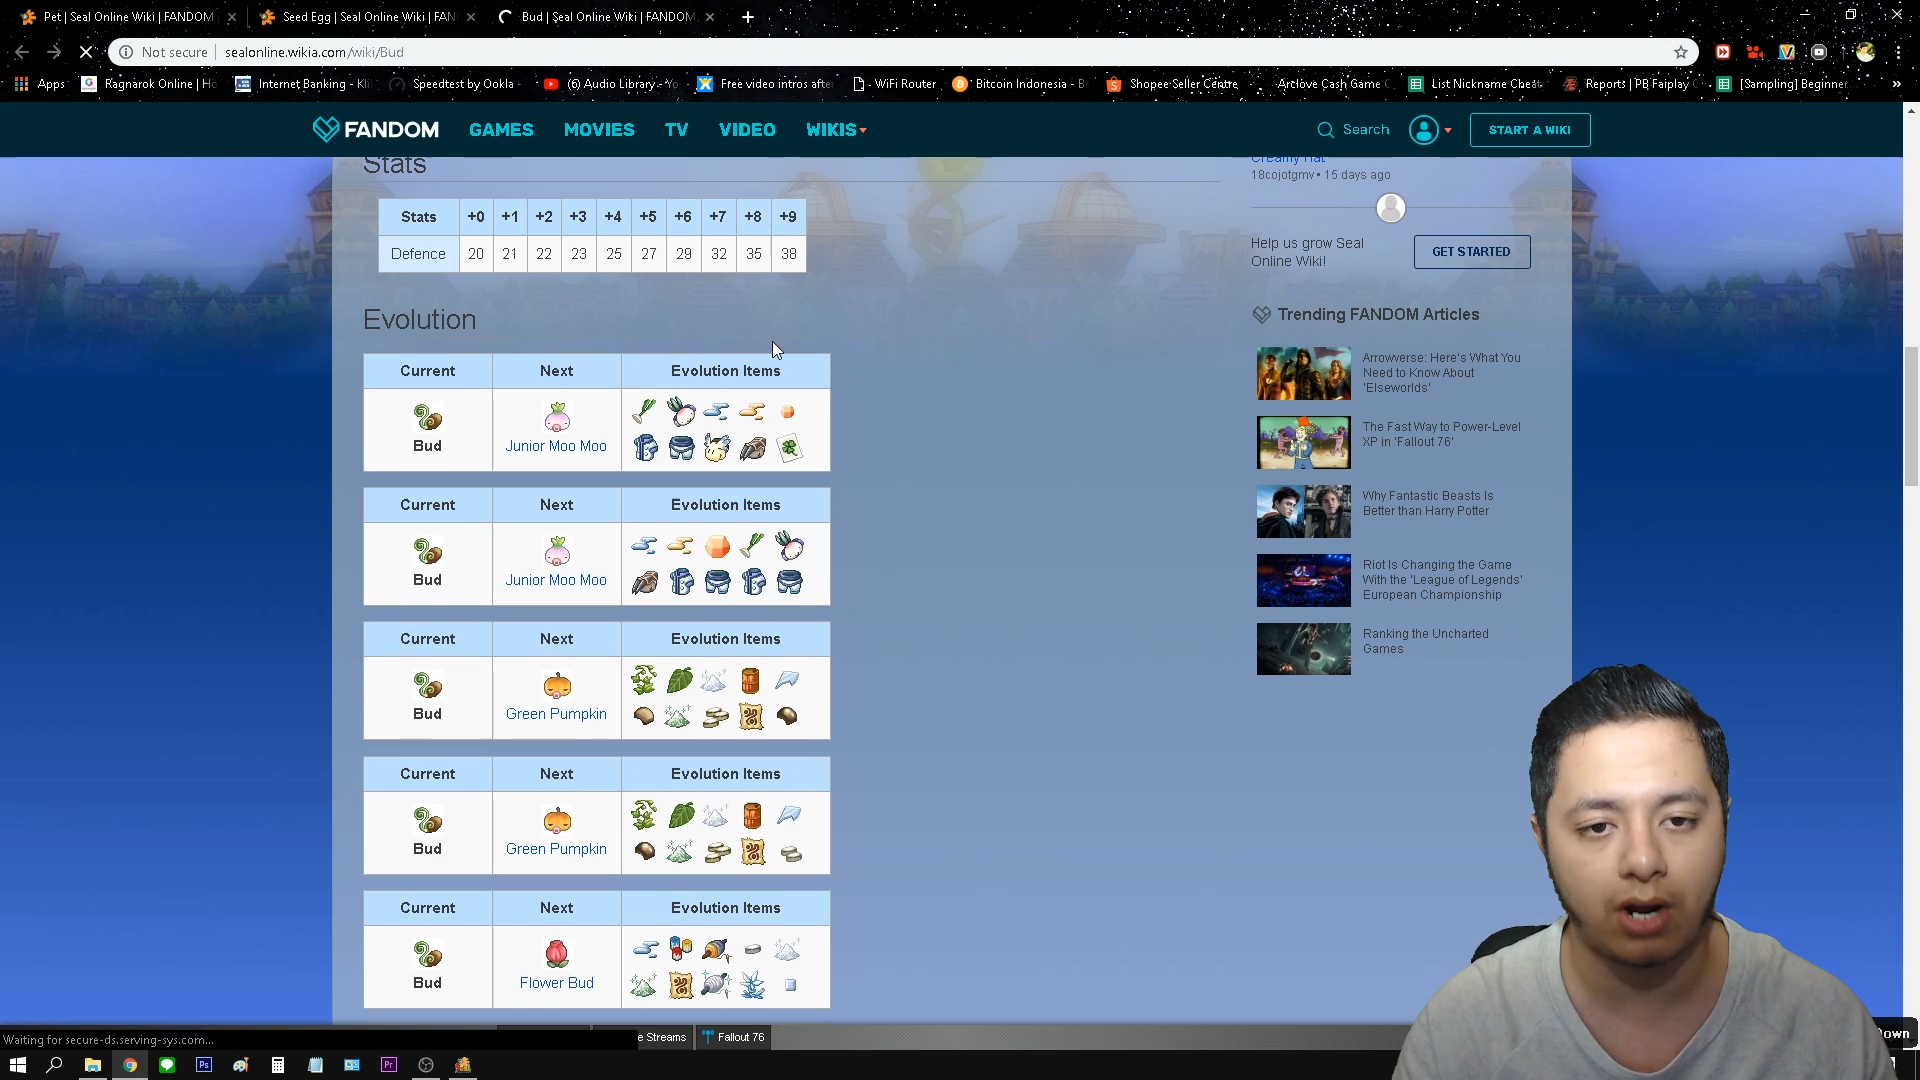 Pet | Seal Online Wiki | FANDOM
Seed Egg | Seal Online Wiki | FAN
Bud | Seal Online Wiki | FANDOM
Not secure sealonline.wikia.com/wiki/Bud
Apps Ragnarok Online | Ho Internet Banking - Kli Speedtest by Ookla (6) Audio Library - Yo Free video intros afte WiFi Router Bitcoin Indonesia - Be Shopee Seller Centre Artlove Cash Game List Nickname Cheat Reports | PB Fairplay [Sampling] Beginner
FANDOM GAMES MOVIES TV VIDEO WIKIS Search START A WIKI
Stats
Stats +0 +1 +2 +3 +4 +5 +6 +7 +8 +9
Defence 20 21 22 23 25 27 29 32 35 38
Evolution
Current Next Evolution Items
Bud Junior Moo Moo
Current Next Evolution Items
Bud Junior Moo Moo
Current Next Evolution Items
Bud Green Pumpkin
Current Next Evolution Items
Bud Green Pumpkin
Current Next Evolution Items
Bud Flower Bud
Creamy Hat
18cojotgmv • 15 days ago
Help us grow Seal
Online Wiki!
GET STARTED
Trending FANDOM Articles
Arrowverse: Here's What You
Need to Know About
'Elseworlds'
The Fast Way to Power-Level
XP in 'Fallout 76'
Why Fantastic Beasts Is
Better than Harry Potter
Riot Is Changing the Game
With the 'League of Legends'
European Championship
Ranking the Uncharted
Games
Waiting for secure-ds.serving-sys.com...
e Streams
Fallout 76
own
Ps
Pr